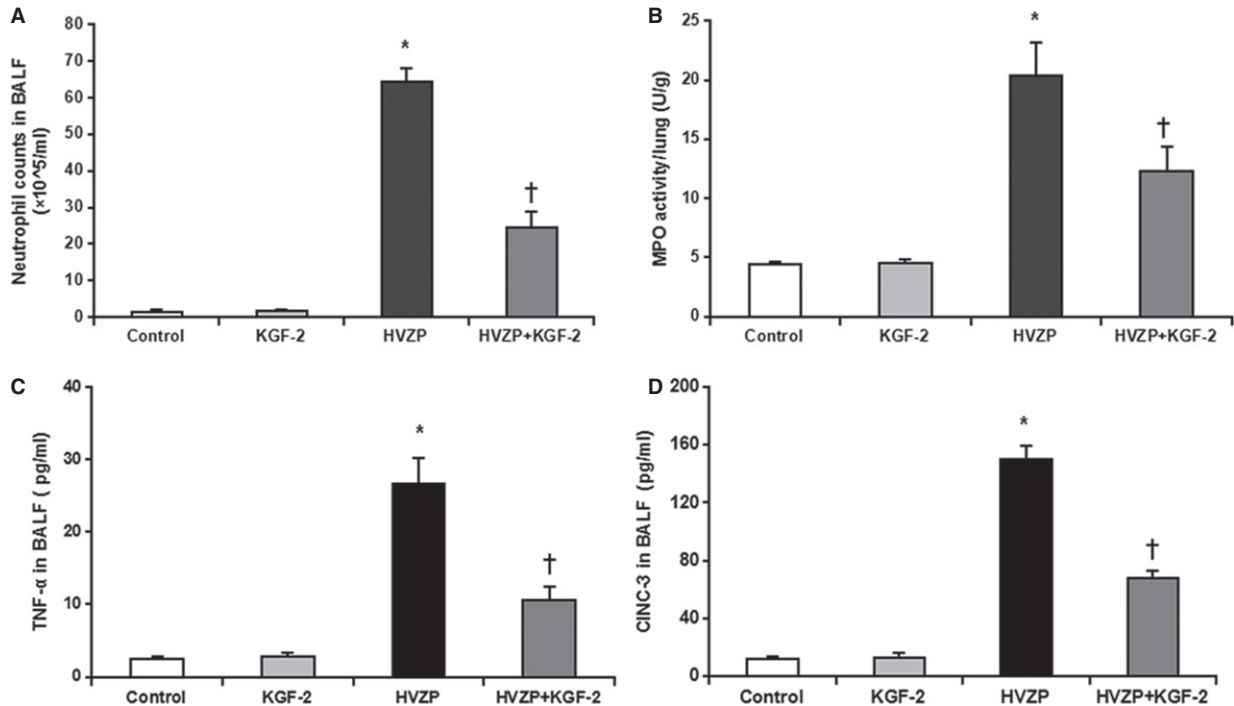 A
Neutrophil counts in BALF
(×10^5/ml)
80
70
60
50
40
30
20
10
0
*
†
Control KGF-2 HVZP HVZP+KGF-2
B
MPO activity/lung (U/g)
25
20
15
10
5
0
*
†
Control KGF-2 HVZP HVZP+KGF-2
C
TNF-α in BALF ( pg/ml)
40
30
20
10
0
*
†
Control KGF-2 HVZP HVZP+KGF-2
D
CINC-3 in BALF (pg/ml)
200
160
120
80
40
0
*
†
Control KGF-2 HVZP HVZP+KGF-2